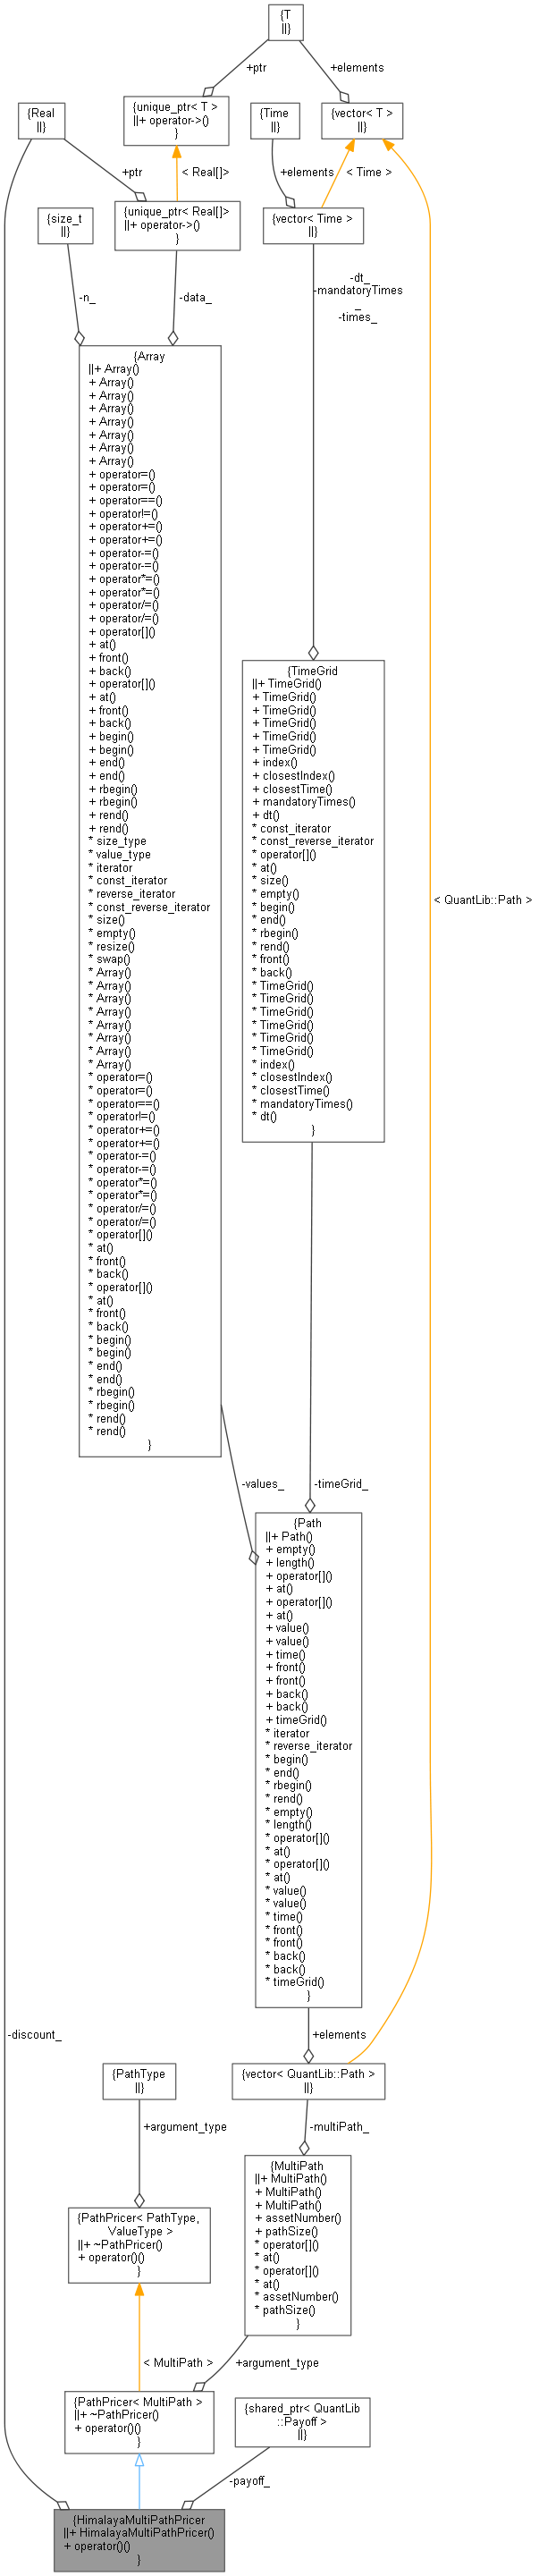 {T
||}
+ptr
+elements
{Real
||}
{unique_ptr< T >
||+ operator->()
}
{Time
||}
{vector< T >
||}
+ptr
< Real[]>
+elements
< Time >
{size_t
||}
{unique_ptr< Real[]>
||+ operator->()
}
{vector< Time >
||}
-n_
-data_
-dt_
-mandatoryTimes
_
-times_
{Array
||+ Array()
+ Array()
+ Array()
+ Array()
+ Array()
+ Array()
+ Array()
+ Array()
+ operator=()
+ operator=()
+ operator==()
+ operator!=()
+ operator+=()
+ operator+=()
+ operator-=()
+ operator-=()
+ operator*=()
+ operator*=()
+ operator/=()
+ operator/=()
+ operator[]()
+ at()
+ front()
+ back()
+ operator[]()
+ at()
+ front()
+ back()
+ begin()
+ begin()
+ end()
+ end()
+ rbegin()
+ rbegin()
+ rend()
+ rend()
* size_type
* value_type
* iterator
* const_iterator
* reverse_iterator
* const_reverse_iterator
* size()
* empty()
* resize()
* swap()
* Array()
* Array()
* Array()
* Array()
* Array()
* Array()
* Array()
* Array()
* operator=()
* operator=()
* operator==()
* operator!=()
* operator+=()
* operator+=()
* operator-=()
* operator-=()
* operator*=()
* operator*=()
* operator/=()
* operator/=()
* operator[]()
* at()
* front()
* back()
* operator[]()
* at()
* front()
* back()
* begin()
* begin()
* end()
* end()
* rbegin()
* rbegin()
* rend()
* rend()
}
{TimeGrid
||+ TimeGrid()
+ TimeGrid()
+ TimeGrid()
+ TimeGrid()
+ TimeGrid()
+ TimeGrid()
+ index()
+ closestIndex()
+ closestTime()
+ mandatoryTimes()
+ dt()
* const_iterator
* const_reverse_iterator
* operator[]()
* at()
* size()
* empty()
* begin()
* end()
* rbegin()
* rend()
* front()
* back()
* TimeGrid()
* TimeGrid()
* TimeGrid()
* TimeGrid()
* TimeGrid()
* TimeGrid()
* index()
* closestIndex()
* closestTime()
* mandatoryTimes()
* dt()
}
< QuantLib::Path >
-values_
-timeGrid_
{Path
||+ Path()
+ empty()
+ length()
+ operator[]()
+ at()
+ operator[]()
+ at()
+ value()
+ value()
+ time()
+ front()
+ front()
+ back()
+ back()
+ timeGrid()
* iterator
* reverse_iterator
* begin()
* end()
* rbegin()
* rend()
* empty()
* length()
* operator[]()
* at()
* operator[]()
* at()
* value()
* value()
* time()
* front()
* front()
* back()
* back()
* timeGrid()
}
-discount_
+elements
{PathType
||}
{vector< QuantLib::Path >
||}
+argument_type
-multiPath_
{PathPricer< PathType,
ValueType >
||+ ~PathPricer()
+ operator()()
}
{MultiPath
||+ MultiPath()
+ MultiPath()
+ MultiPath()
+ assetNumber()
+ pathSize()
* operator[]()
* at()
* operator[]()
* at()
* assetNumber()
* pathSize()
}
< MultiPath >
+argument_type
{PathPricer< MultiPath >
||+ ~PathPricer()
+ operator()()
}
{shared_ptr< QuantLib
::Payoff >
||}
-payoff_
{HimalayaMultiPathPricer
||+ HimalayaMultiPathPricer()
+ operator()()
}